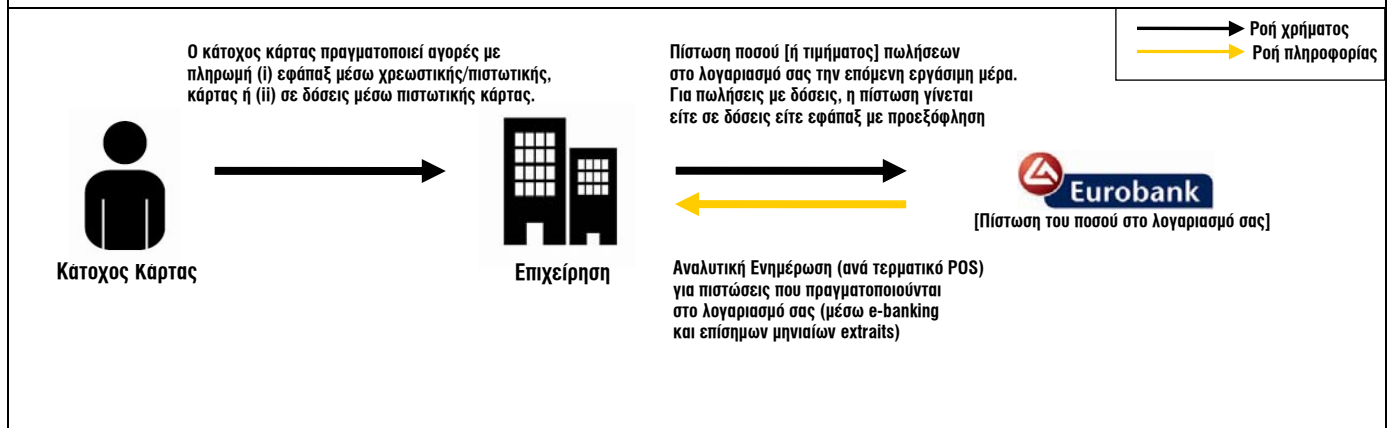 Ροή χρήματος
Ροή πληροφορίας
Ο κάτοχος κάρτας πραγματοποιεί αγορές με
πληρωμή (i) εφάπαξ μέσω χρεωστικής/πιστωτικής,
κάρτας ή (ii) σε δόσεις μέσω πιστωτικής κάρτας.
Πίστωση ποσού [ή τιμήματος] πωλήσεων
στο λογαριασμό σας την επόμενη εργάσιμη μέρα.
Για πωλήσεις με δόσεις, η πίστωση γίνεται
είτε σε δόσεις είτε εφάπαξ με προεξόφληση
Eurobank
[Πίστωση του ποσού στο λογαριασμό σας]
Κάτοχος Κάρτας
Επιχείρηση
Αναλυτική Ενημέρωση (ανά τερματικό POS)
για πιστώσεις που πραγματοποιούνται
στο λογαριασμό σας (μέσω e-banking
και επίσημων μηνιαίων extraits)